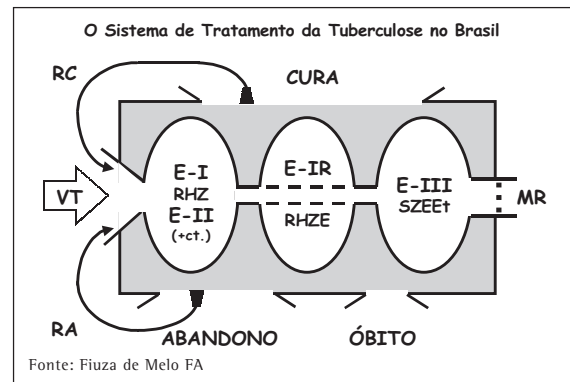 O Sistema de Tratamento da Tuberculose no Brasil
RC
CURA
E-I
RHZ
E-II
(+ct.)
E-IR
RHZE
E-III
SZEEt
VT
MR
RA
ABANDONO
ÓBITO
Fonte: Fiuza de Melo FA